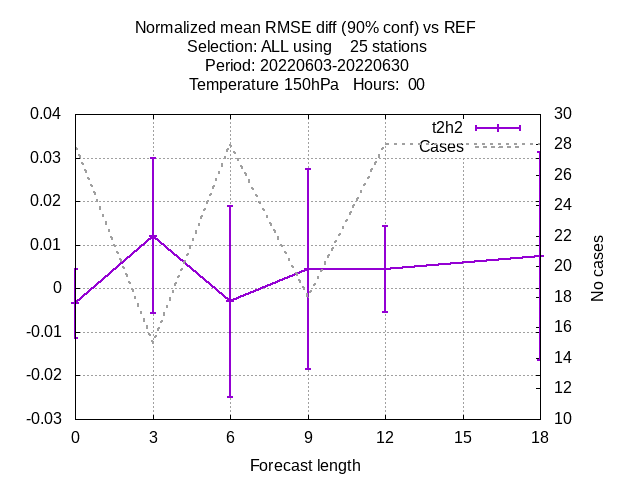 Normalized mean RMSE diff (90% conf) vs REF
Selection: ALL using    25 stations
Period: 20220603-20220630
Temperature 150hPa   Hours:  00
t2h2
Cases
0.04
0.03
0.02
0.01
0
-0.01
-0.02
-0.03
30
28
26
24
22
20
18
16
14
12
10
No cases
0 3 6 9 12 15 18
Forecast length